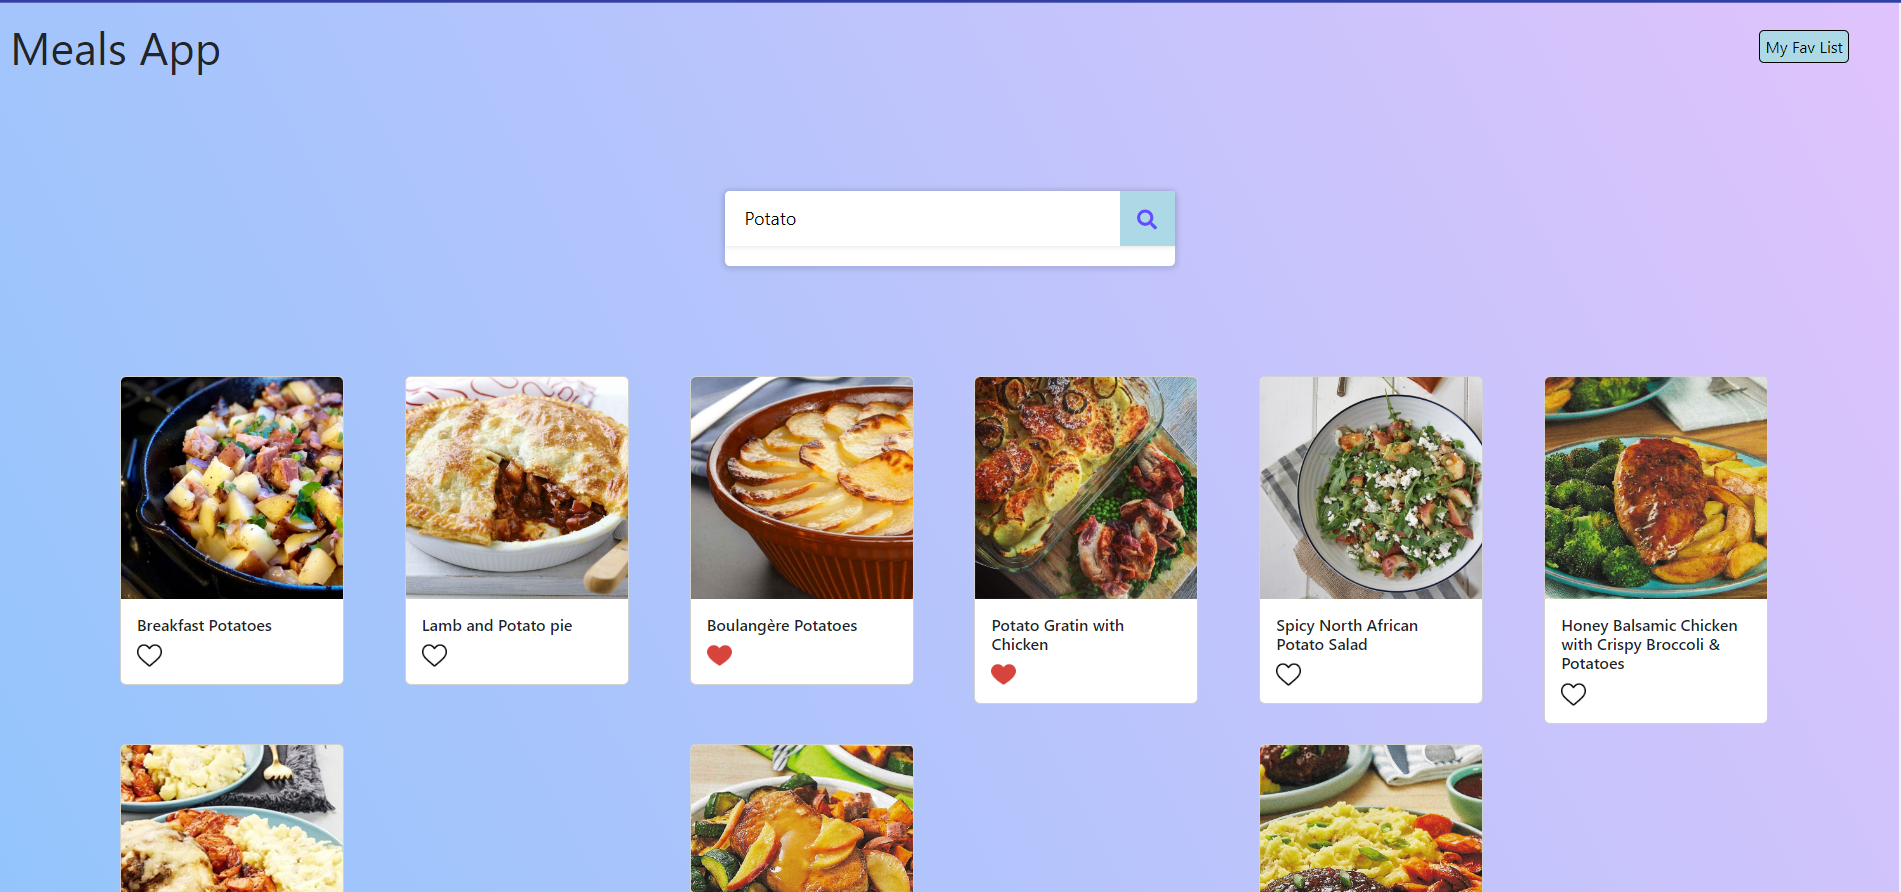 Meals App
My Fav List
Potato
Breakfast Potatoes
Lamb and Potato pie
Boulangère Potatoes
Potato Gratin with
Chicken
Spicy North African
Potato Salad
Honey Balsamic Chicken
with Crispy Broccoli &
Potatoes